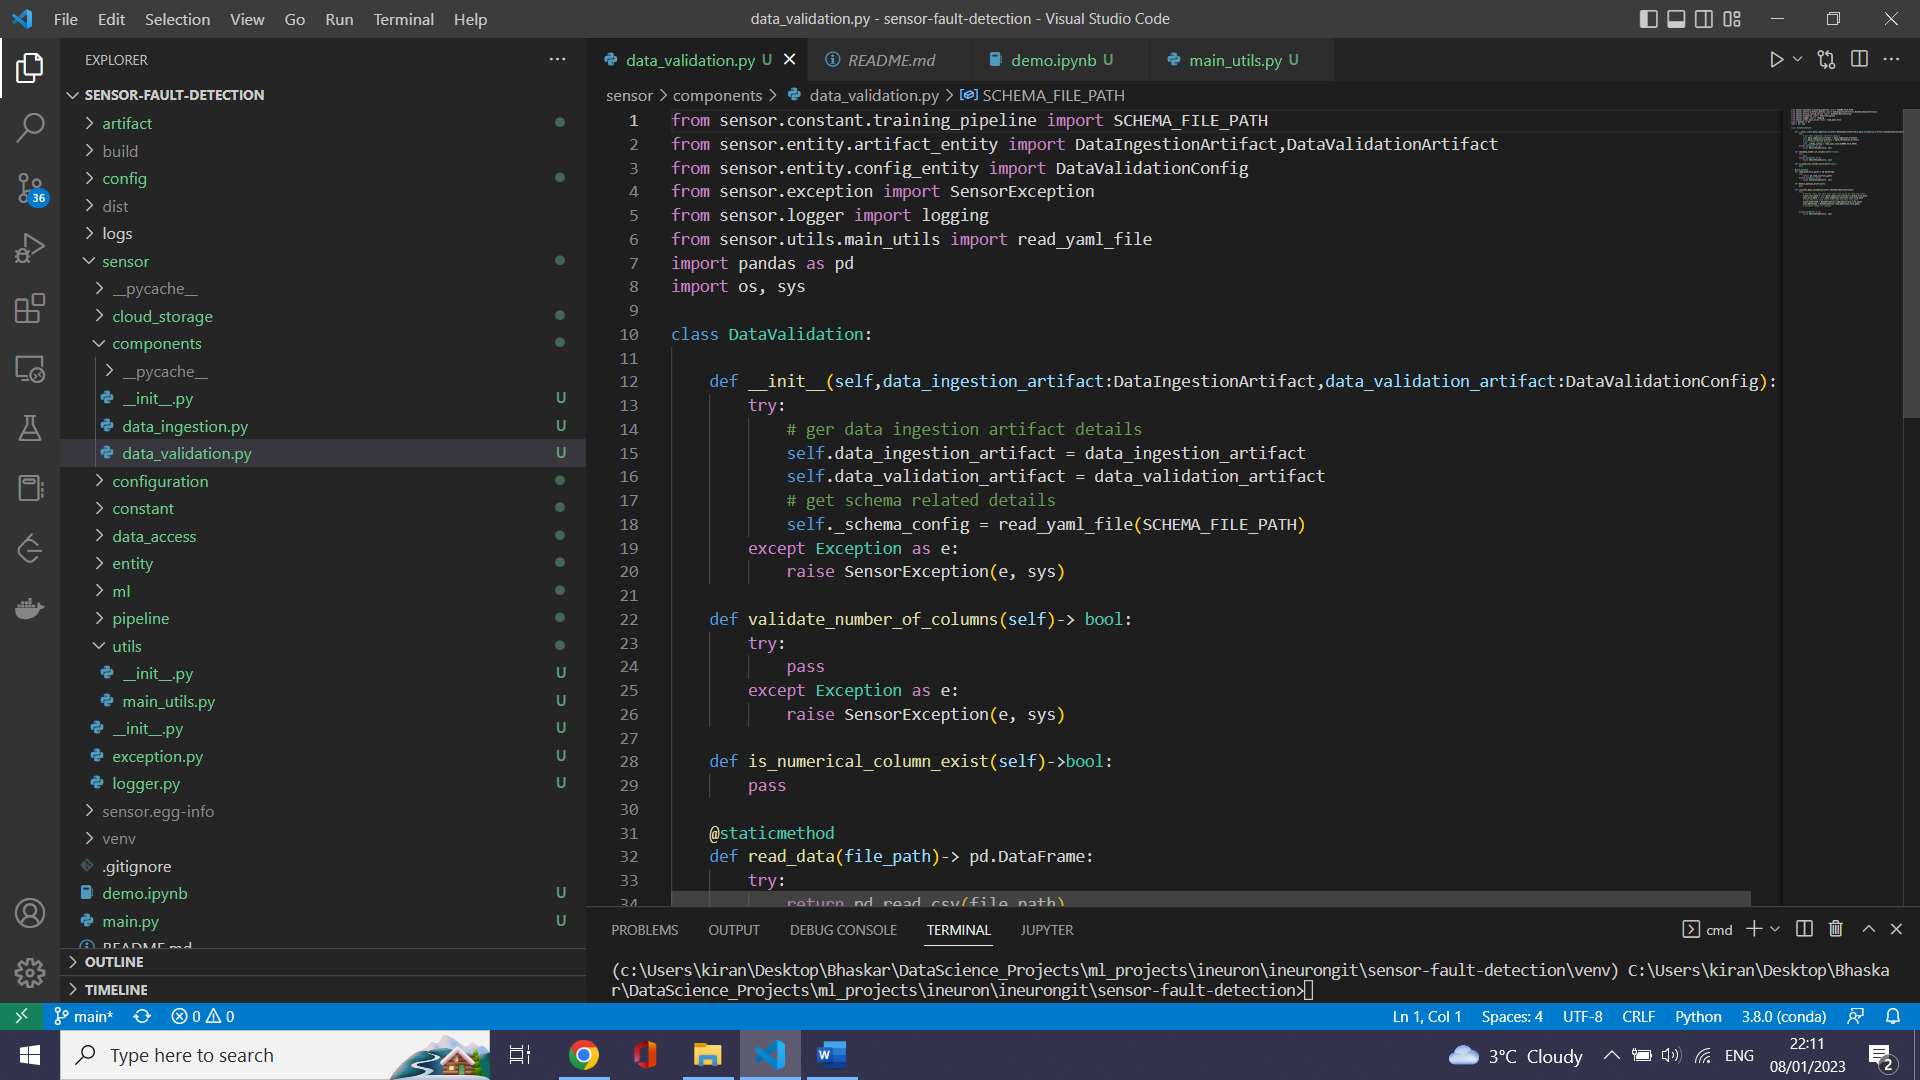 File Edit Selection View Go Run Terminal Help
data_validation.py - sensor-fault-detection - Visual Studio Code
EXPLORER
SENSOR-FAULT-DETECTION
artifact
build
config
dist
logs
sensor
__pycache__
cloud_storage
components
__pycache__
__init__.py U
data_ingestion.py U
data_validation.py U
configuration
constant
data_access
entity
ml
pipeline
utils
__init__.py U
main_utils.py U
__init__.py U
exception.py U
logger.py U
sensor.egg-info
venv
.gitignore
demo.ipynb U
main.py U
README.md
OUTLINE
TIMELINE
36
data_validation.py U README.md demo.ipynb U main_utils.py U
sensor > components > data_validation.py > SCHEMA_FILE_PATH
1 from sensor.constant.training_pipeline import SCHEMA_FILE_PATH
2 from sensor.entity.artifact_entity import DataIngestionArtifact,DataValidationArtifact
3 from sensor.entity.config_entity import DataValidationConfig
4 from sensor.exception import SensorException
5 from sensor.logger import logging
6 from sensor.utils.main_utils import read_yaml_file
7 import pandas as pd
8 import os, sys
9
10 class DataValidation:
11
12 def __init__(self,data_ingestion_artifact:DataIngestionArtifact,data_validation_artifact:DataValidationConfig):
13 try:
14 # ger data ingestion artifact details
15 self.data_ingestion_artifact = data_ingestion_artifact
16 self.data_validation_artifact = data_validation_artifact
17 # get schema related details
18 self._schema_config = read_yaml_file(SCHEMA_FILE_PATH)
19 except Exception as e:
20 raise SensorException(e, sys)
21
22 def validate_number_of_columns(self)-> bool:
23 try:
24 pass
25 except Exception as e:
26 raise SensorException(e, sys)
27
28 def is_numerical_column_exist(self)->bool:
29 pass
30
31 @staticmethod
32 def read_data(file_path)-> pd.DataFrame:
33 try:
34 return pd.read_csv(file_path)
PROBLEMS OUTPUT DEBUG CONSOLE TERMINAL JUPYTER
cmd
(c:\Users\kiran\Desktop\Bhaskar\DataScience_Projects\ml_projects\ineuron\ineurongit\sensor-fault-detection\venv) C:\Users\kiran\Desktop\Bhaska
r\DataScience_Projects\ml_projects\ineuron\ineurongit\sensor-fault-detection>
main* 0 0 Ln 1, Col 1 Spaces: 4 UTF-8 CRLF Python 3.8.0 (conda)
Type here to search
3°C Cloudy ENG
22:11
08/01/2023
2